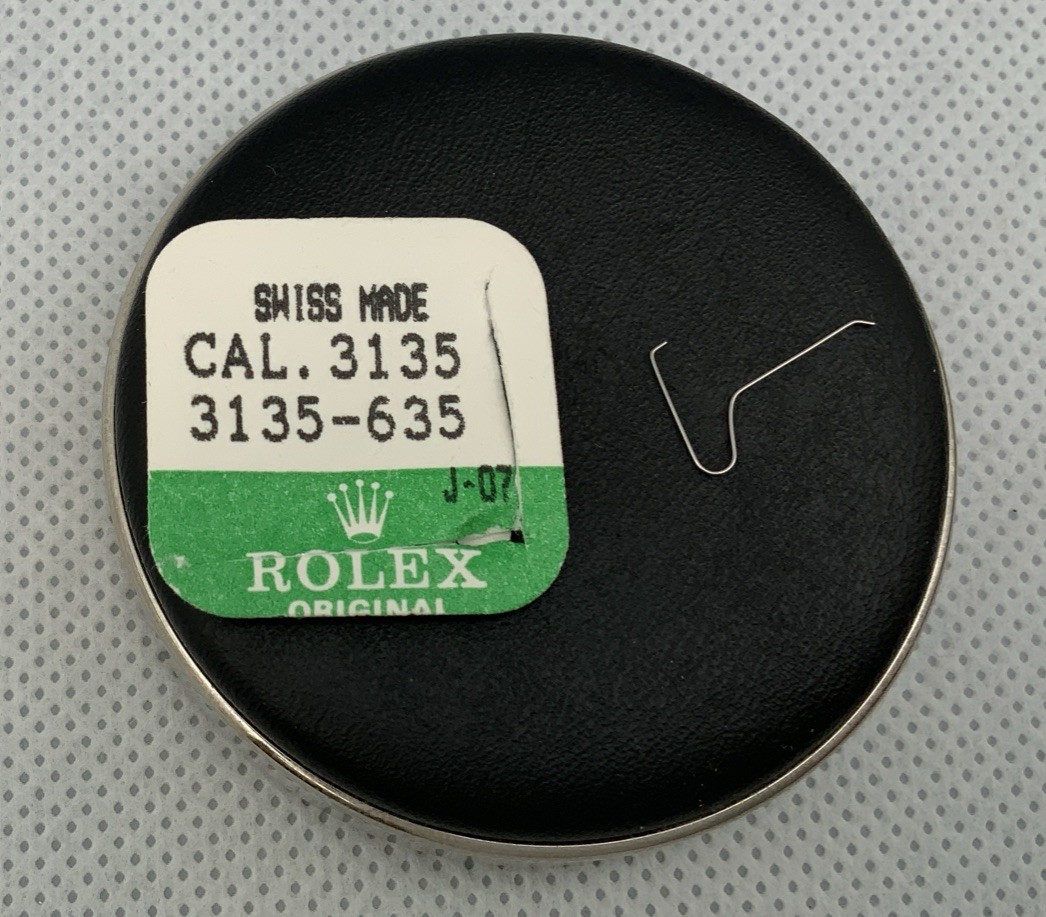 SWISS MADE
CAL. 3135
3135-635
J-07
ROLEX
ORIGINAL